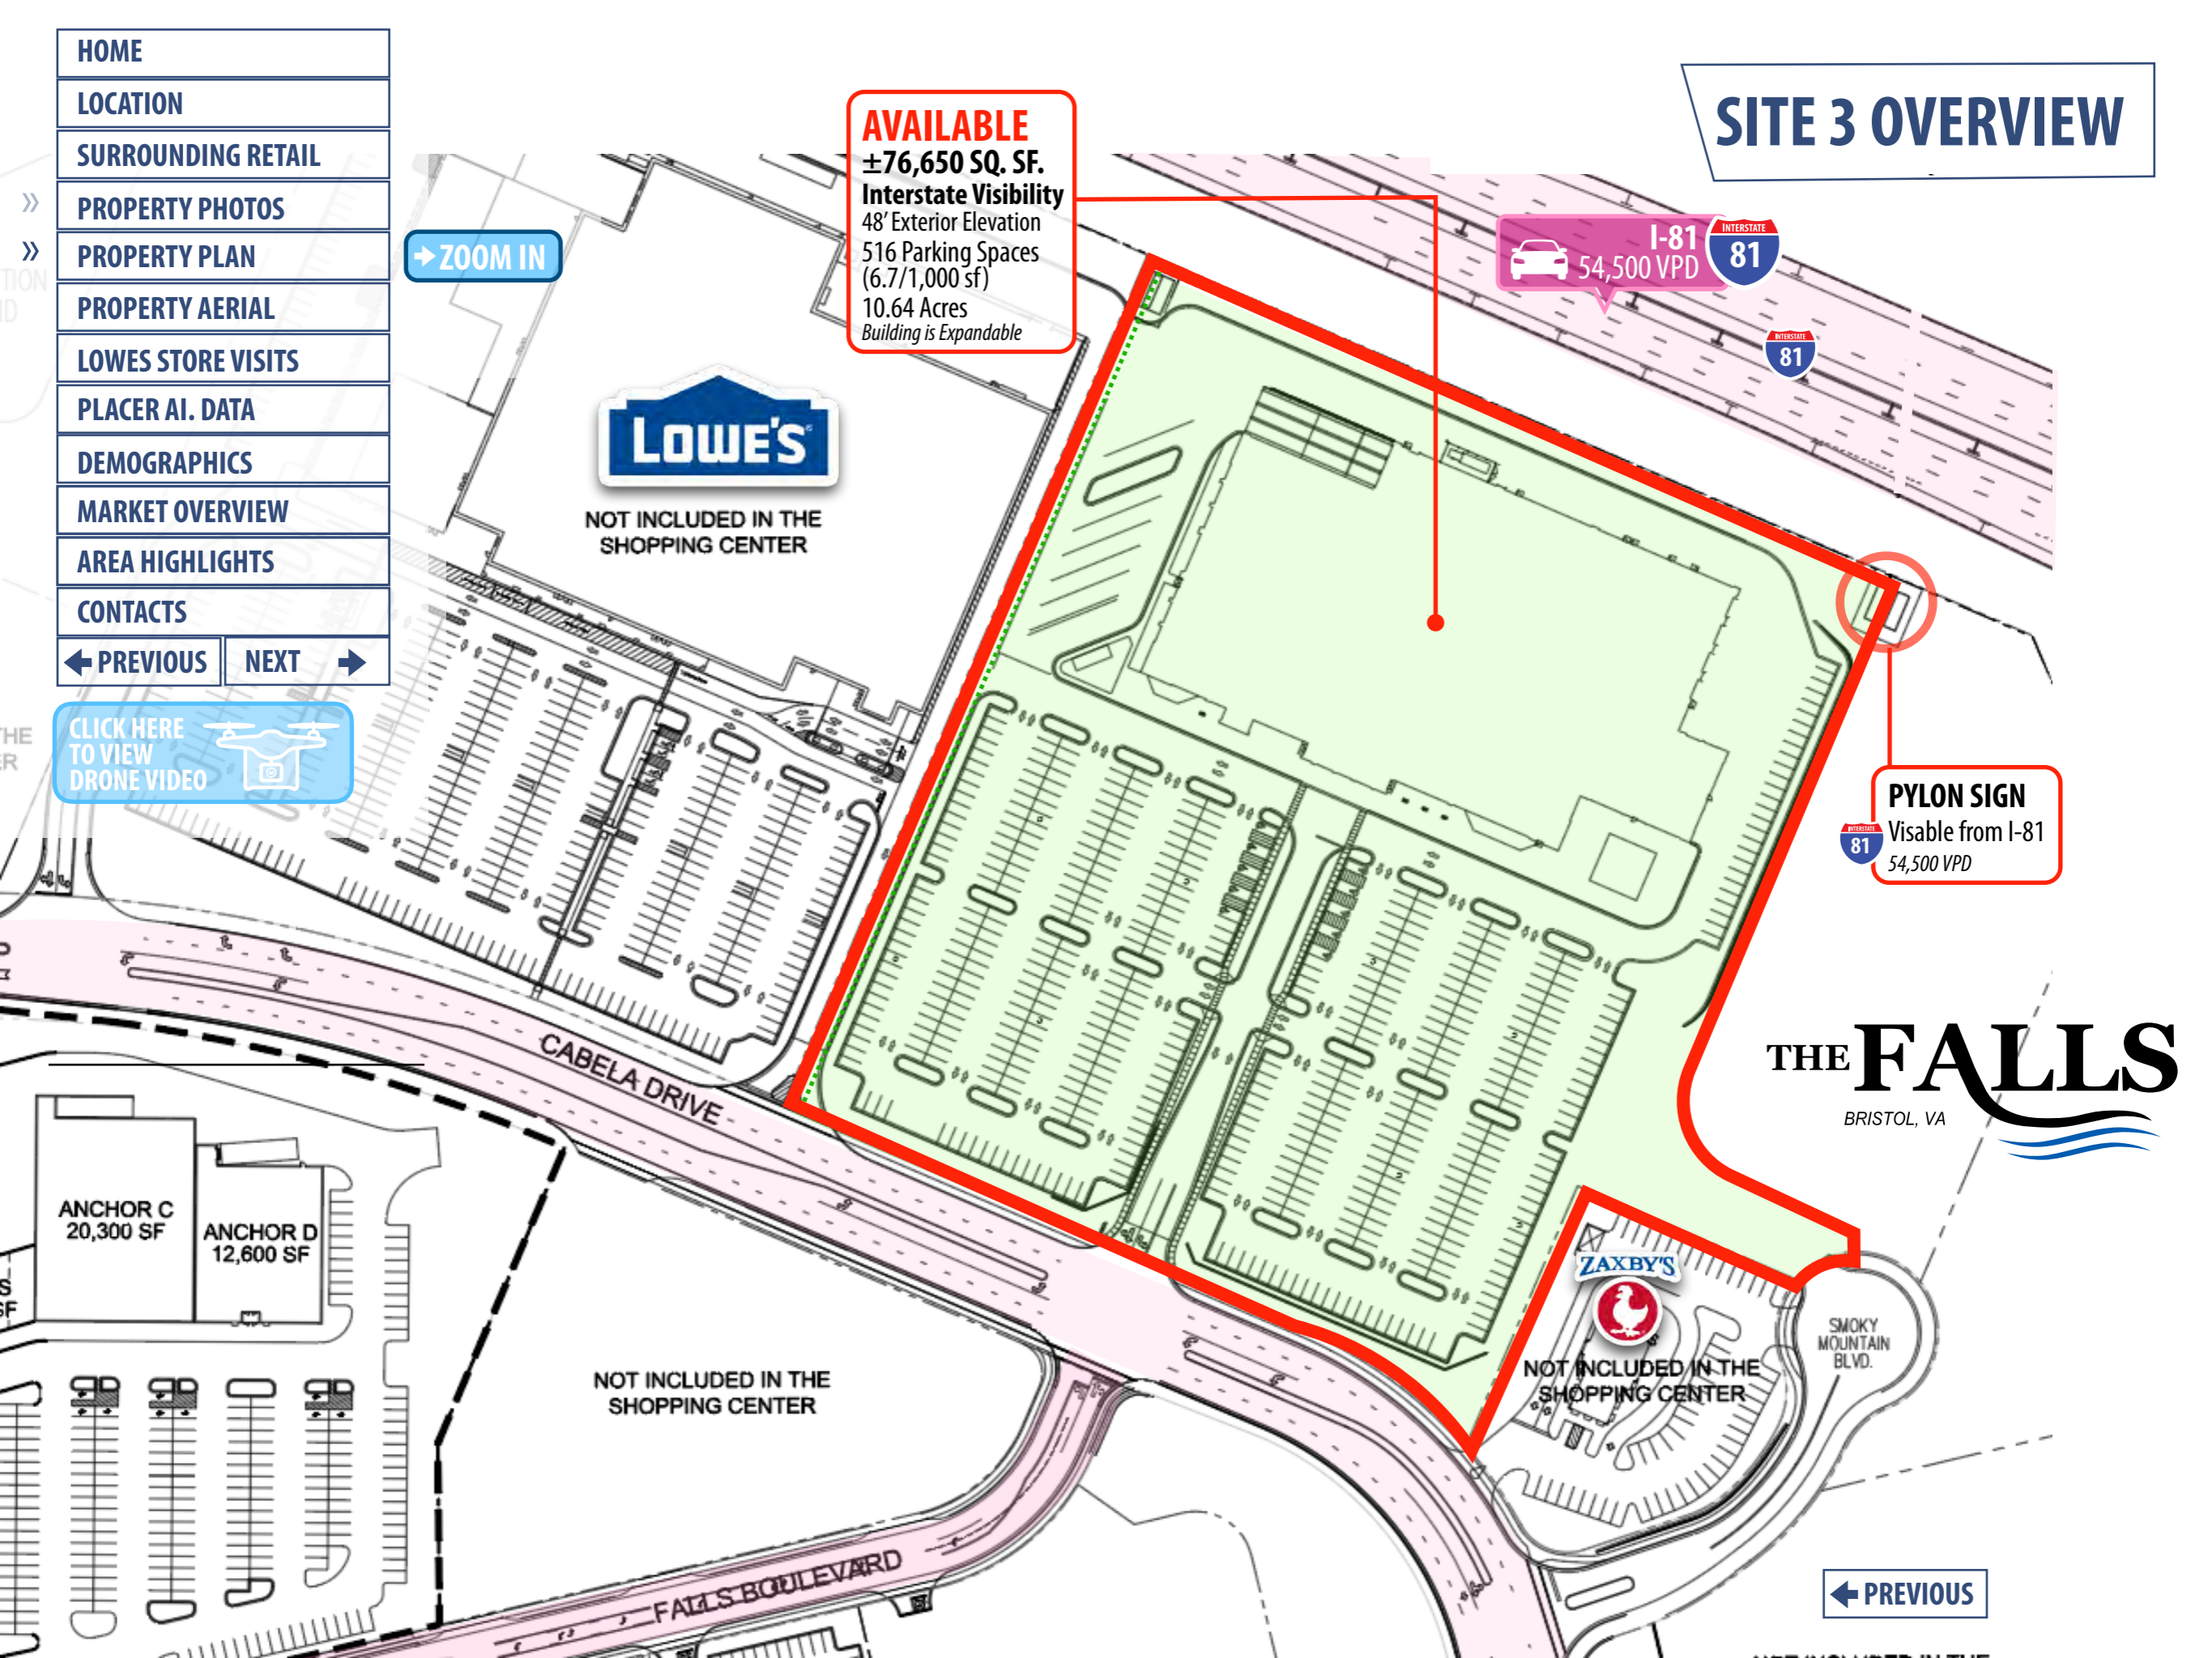 HOME
LOCATION
SURROUNDING RETAIL
» PROPERTY PHOTOS
» PROPERTY PLAN
PROPERTY AERIAL
LOWES STORE VISITS
PLACER AI. DATA
DEMOGRAPHICS
MARKET OVERVIEW
AREA HIGHLIGHTS
CONTACTS
PREVIOUS
NEXT
CLICK HERE
TO VIEW
DRONE VIDEO
ZOOM IN
AVAILABLE
±76,650 SQ. SF.
Interstate Visibility
48' Exterior Elevation
516 Parking Spaces
(6.7/1,000 sf)
10.64 Acres
Building is Expandable
SITE 3 OVERVIEW
I-81
54,500 VPD
INTERSTATE
81
INTERSTATE
81
LOWE'S
NOT INCLUDED IN THE
SHOPPING CENTER
PYLON SIGN
Visable from I-81
54,500 VPD
INTERSTATE
81
THE FALLS
BRISTOL, VA
CABELA DRIVE
ANCHOR C
20,300 SF
ANCHOR D
12,600 SF
NOT INCLUDED IN THE
SHOPPING CENTER
ZAXBY'S
NOT INCLUDED IN THE
SHOPPING CENTER
SMOKY
MOUNTAIN
BLVD.
FALLS BOULEVARD
PREVIOUS